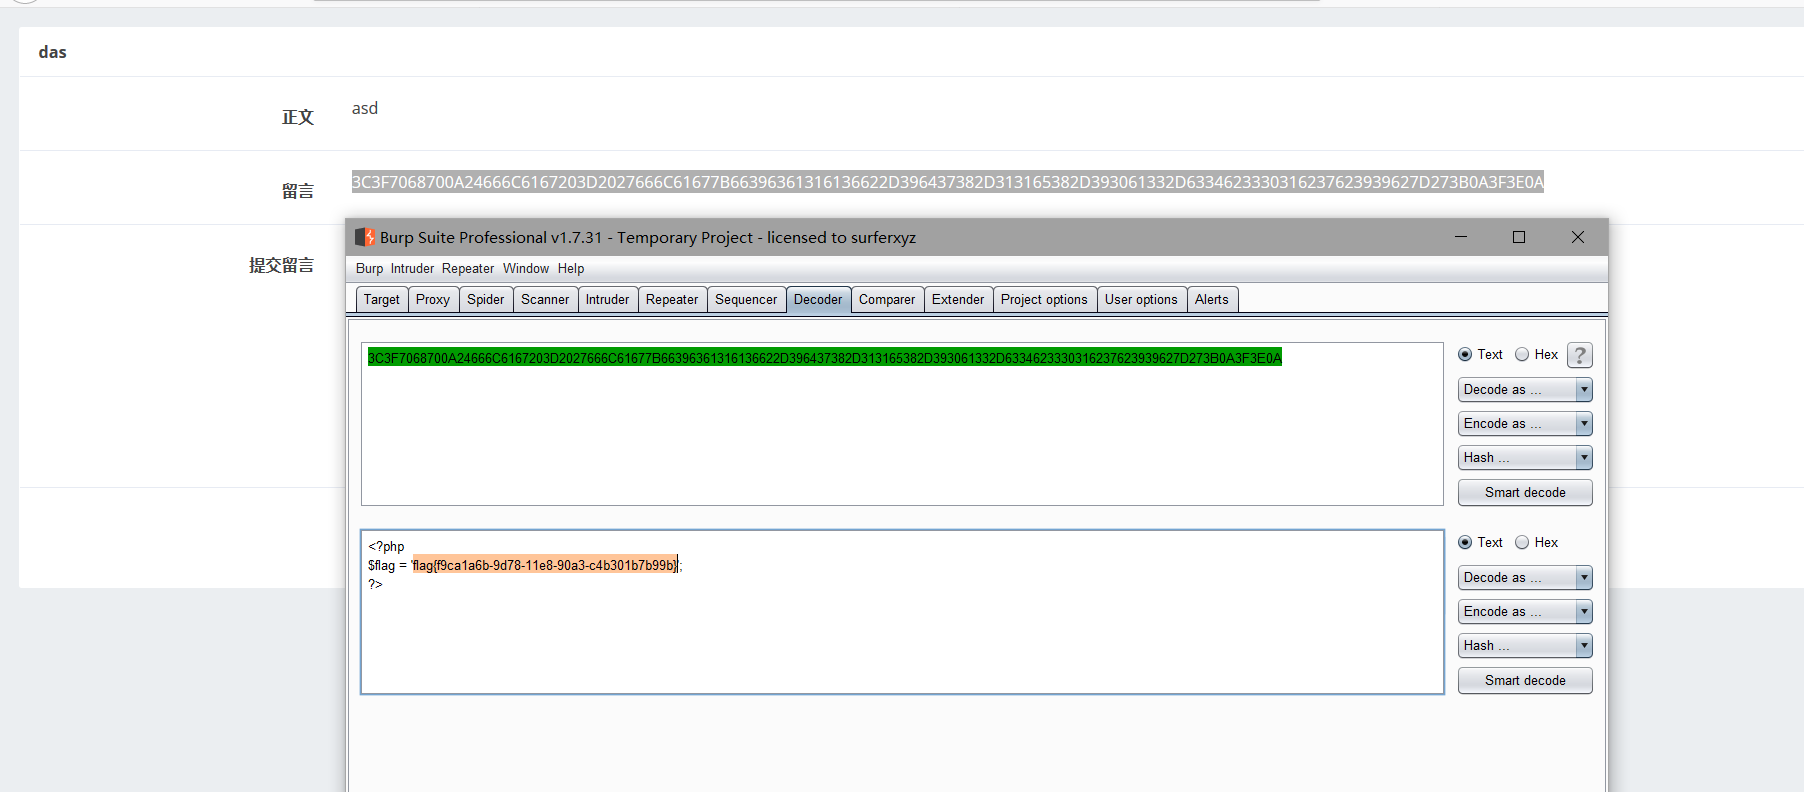 das
正文
asd
留言
3C3F7068700A24666C6167203D2027666C61677B66396361316136622D396437382D313165382D393061332D6334623330316237623939627D273B0A3F3E0A
提交留言
Burp Suite Professional v1.7.31 - Temporary Project - licensed to surferxyz
Burp Intruder Repeater Window Help
Target Proxy Spider Scanner Intruder Repeater Sequencer Decoder Comparer Extender Project options User options Alerts
3C3F7068700A24666C6167203D2027666C61677B66396361316136622D396437382D313165382D393061332D6334623330316237623939627D273B0A3F3E0A
Text Hex ?
Decode as ...
Encode as ...
Hash ...
Smart decode
<?php
$flag = 'flag{f9ca1a6b-9d78-11e8-90a3-c4b301b7b99b}';
?>
Text Hex
Decode as ...
Encode as ...
Hash ...
Smart decode